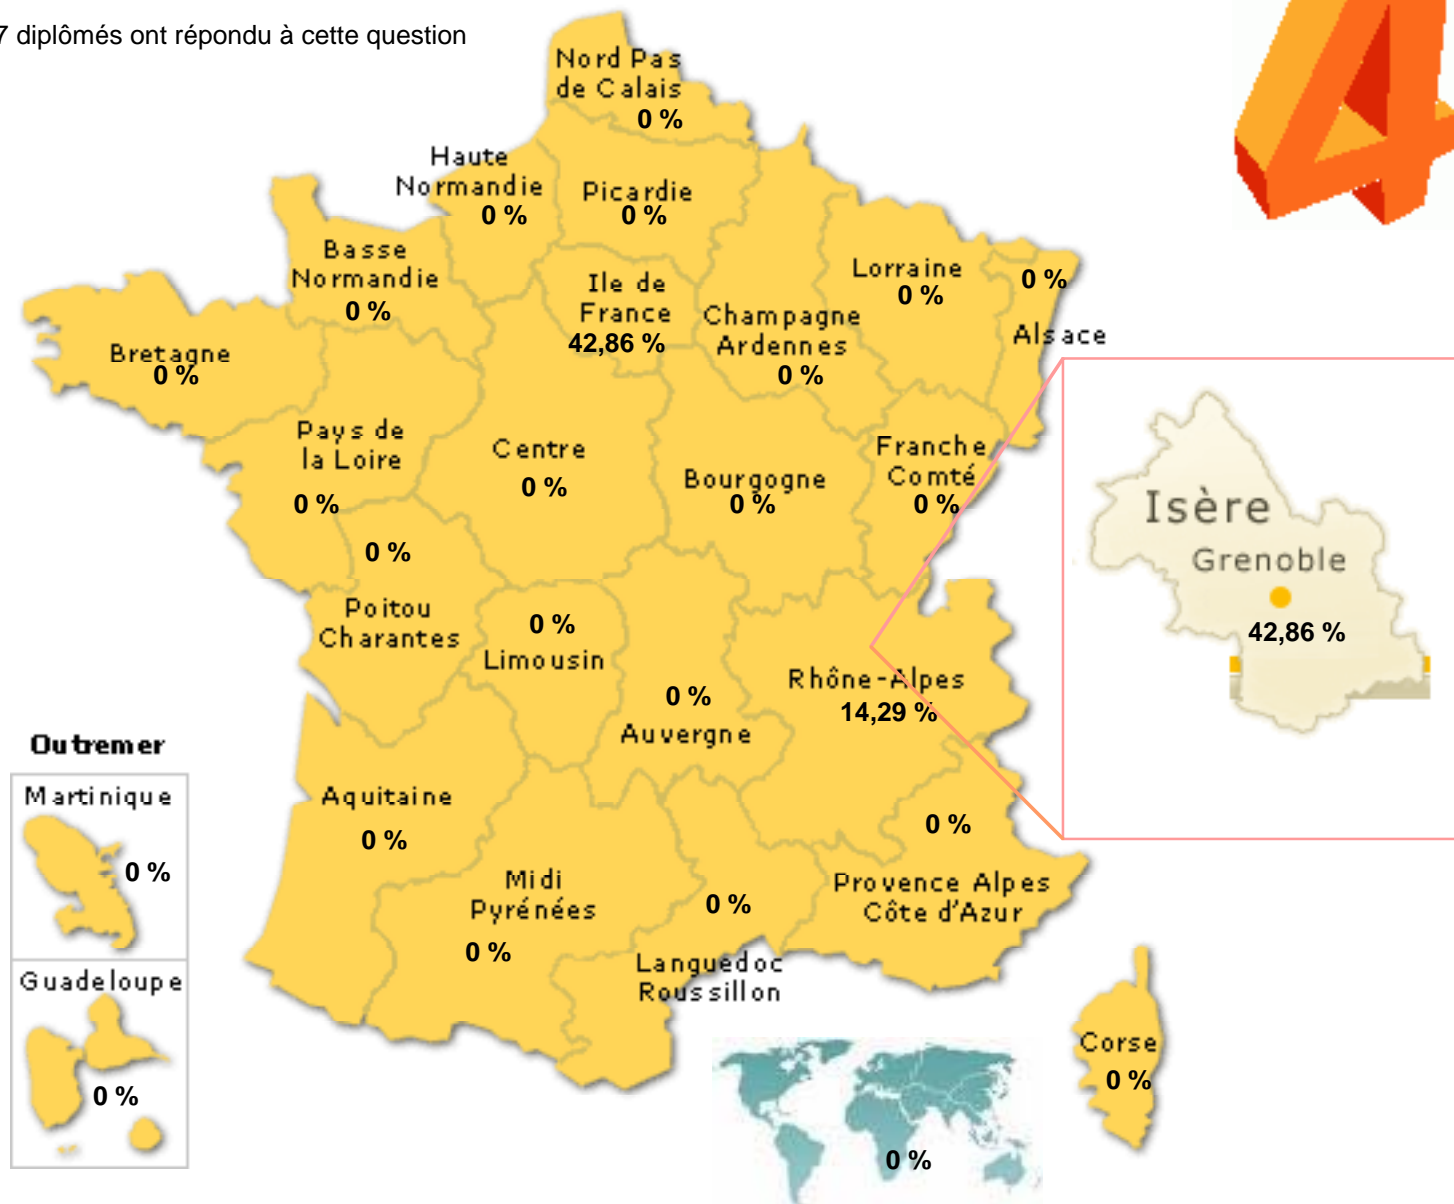 7 diplômés ont répondu à cette question
4
Nord Pas
de Calais
0 %
Haute
Normandie
0 %
Picardie
0 %
Basse
Normandie
0 %
Ile de
France
42,86 %
Champagne
Ardennes
0 %
Lorraine
0 %
0 %
Alsace
Bretagne
0 %
Pays de
la Loire
0 %
Centre
0 %
Bourgogne
0 %
Franche
Comté
0 %
Isère
Grenoble
42,86 %
0 %
Poitou
Charantes
0 %
Limousin
0 %
Auvergne
Rhône-Alpes
14,29 %
Outremer
Martinique
0 %
Guadeloupe
0 %
Aquitaine
0 %
Midi
Pyrénées
0 %
0 %
Languedoc
Roussillon
0 %
Provence Alpes
Côte d'Azur
Corse
0 %
0 %